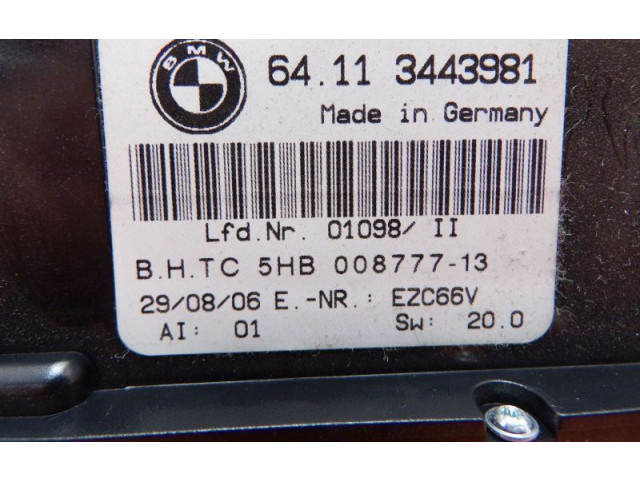 BMW 64.11 3443981
Made in Germany
Lfd.Nr. 01098/ II
B.H.TC 5HB 008777-13
29/08/06 E.-NR.: EZC66V
AI: 01 Sw: 20.0